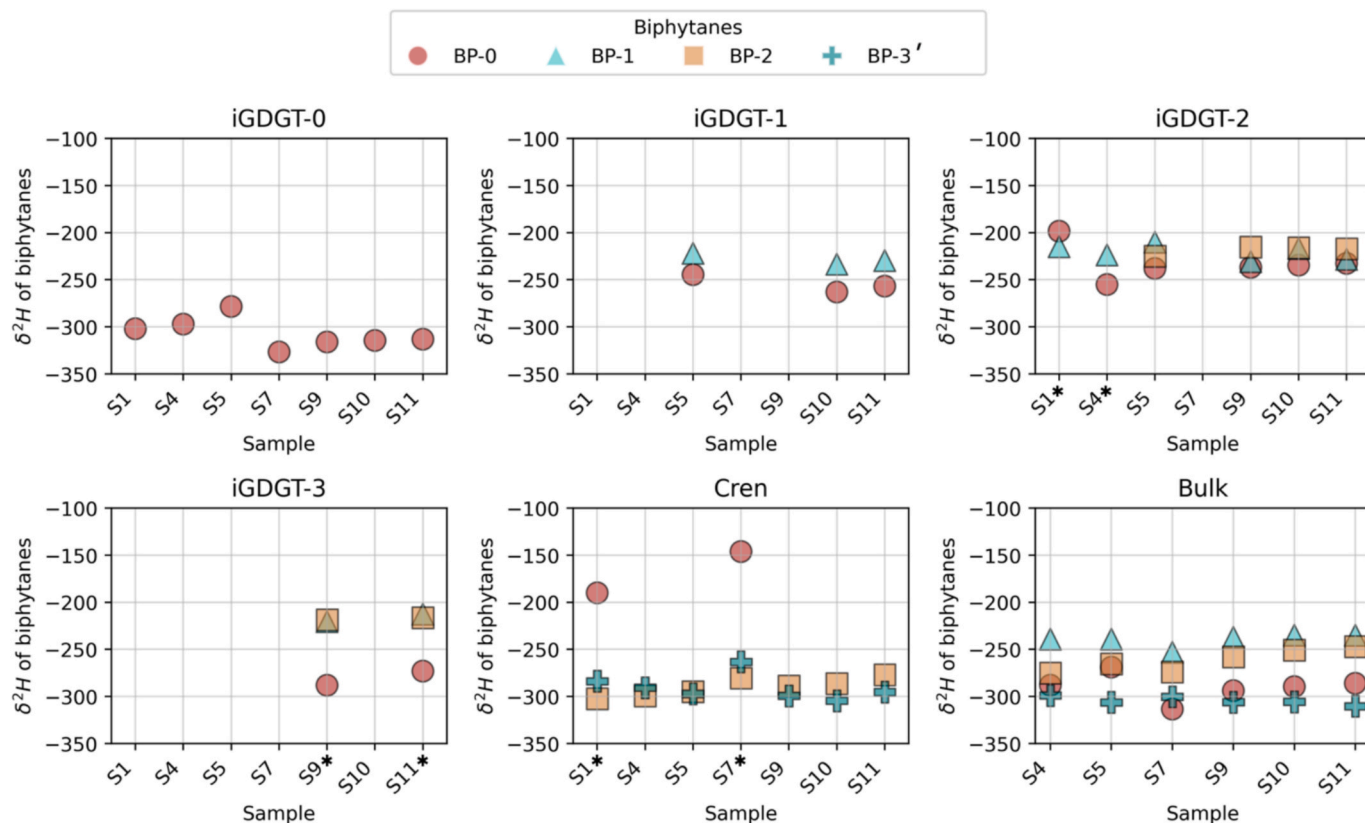 Biphytanes
BP-0 BP-1 BP-2 BP-3′
iGDGT-0
δ²H of biphytanes
−100
−150
−200
−250
−300
−350
S1 S4 S5 S7 S9 S10 S11
Sample
iGDGT-1
δ²H of biphytanes
−100
−150
−200
−250
−300
−350
S1 S4 S5 S7 S9 S10 S11
Sample
iGDGT-2
δ²H of biphytanes
−100
−150
−200
−250
−300
−350
S1* S4* S5 S7 S9 S10 S11
Sample
iGDGT-3
δ²H of biphytanes
−100
−150
−200
−250
−300
−350
S1 S4 S5 S7 S9* S10 S11*
Sample
Cren
δ²H of biphytanes
−100
−150
−200
−250
−300
−350
S1* S4 S5 S7* S9 S10 S11
Sample
Bulk
δ²H of biphytanes
−100
−150
−200
−250
−300
−350
S4 S5 S7 S9 S10 S11
Sample